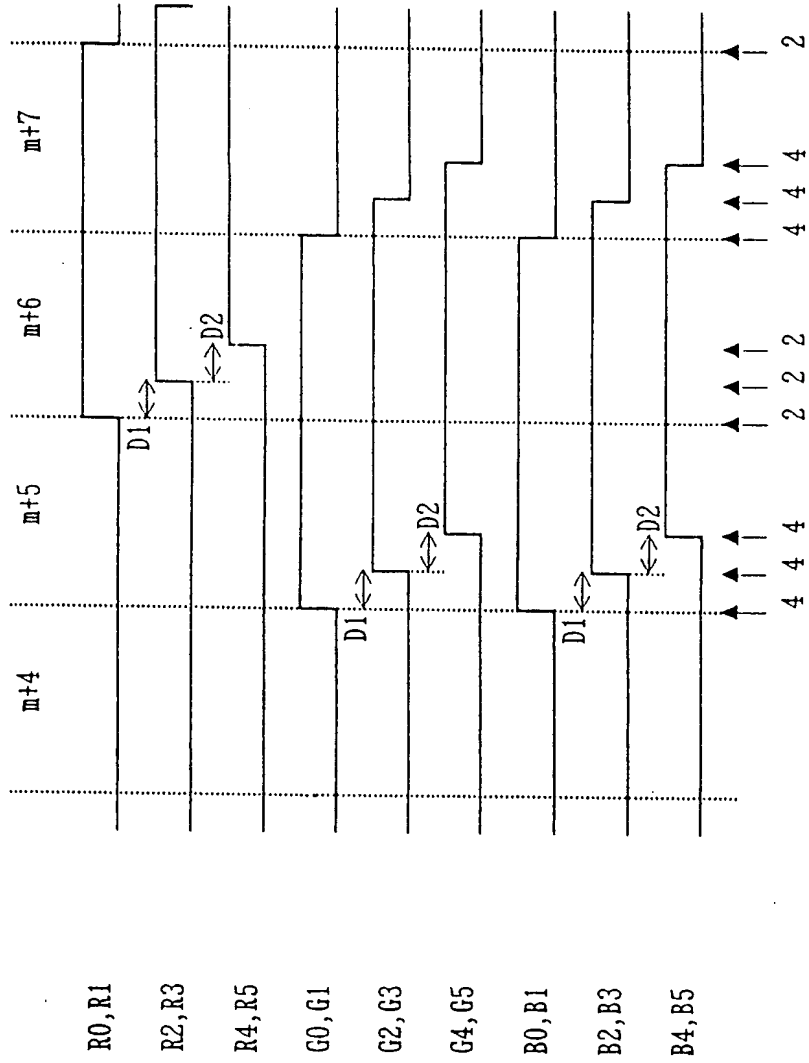 m+4 m+5 m+6 m+7
R0,R1
D1
R2,R3
D2
R4,R5
G0,G1
D1
G2,G3
D2
G4,G5
B0,B1
D1
B2,B3
D2
B4,B5
4 4 4 2 2 2 4 4 4 2